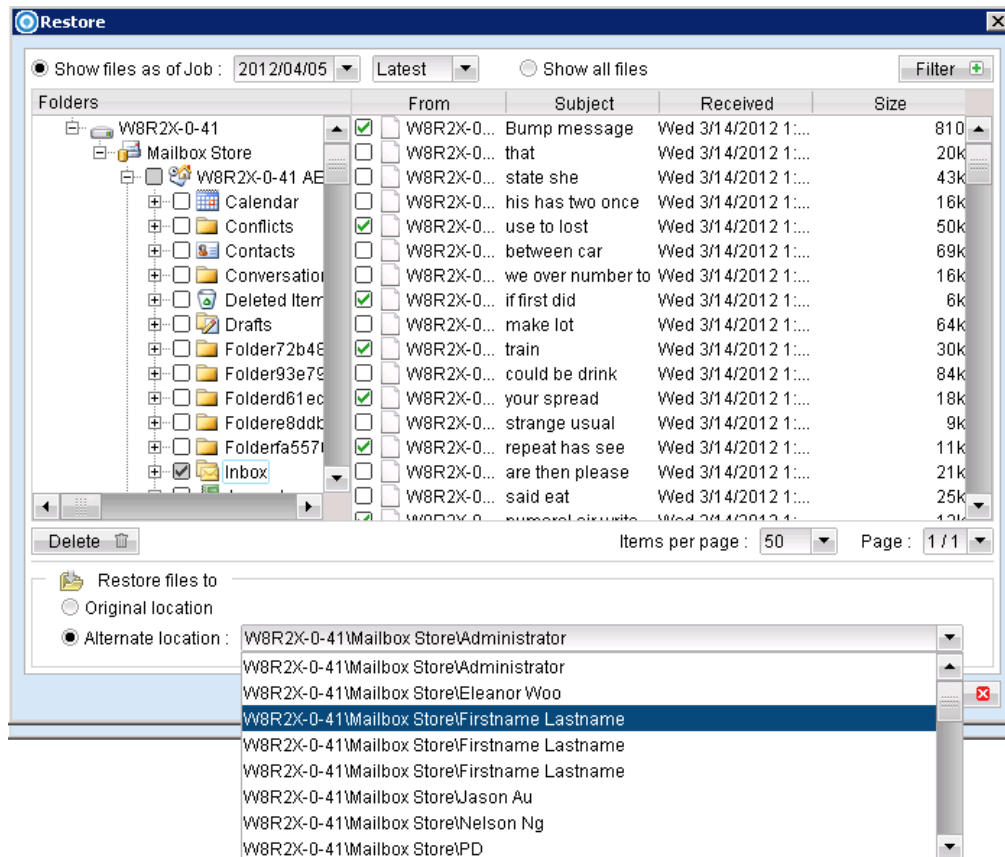 Restore
Show files as of Job : 2012/04/05 Latest Show all files Filter
Folders From Subject Received Size
W8R2X-0-41
Mailbox Store
W8R2X-0-41 AE
Calendar
Conflicts
Contacts
Conversation
Deleted Item
Drafts
Folder72b48
Folder93e79
Folderd61ec
Foldere8ddb
Folderfa557
Inbox
W8R2X-0... Bump message Wed 3/14/2012 1:... 810
W8R2X-0... that Wed 3/14/2012 1:... 20k
W8R2X-0... state she Wed 3/14/2012 1:... 43k
W8R2X-0... his has two once Wed 3/14/2012 1:... 16k
W8R2X-0... use to lost Wed 3/14/2012 1:... 50k
W8R2X-0... between car Wed 3/14/2012 1:... 69k
W8R2X-0... we over number to Wed 3/14/2012 1:... 16k
W8R2X-0... if first did Wed 3/14/2012 1:... 6k
W8R2X-0... make lot Wed 3/14/2012 1:... 64k
W8R2X-0... train Wed 3/14/2012 1:... 30k
W8R2X-0... could be drink Wed 3/14/2012 1:... 84k
W8R2X-0... your spread Wed 3/14/2012 1:... 18k
W8R2X-0... strange usual Wed 3/14/2012 1:... 9k
W8R2X-0... repeat has see Wed 3/14/2012 1:... 11k
W8R2X-0... are then please Wed 3/14/2012 1:... 21k
W8R2X-0... said eat Wed 3/14/2012 1:... 25k
Delete Items per page : 50 Page : 1 / 1
Restore files to
Original location
Alternate location : W8R2X-0-41\Mailbox Store\Administrator
W8R2X-0-41\Mailbox Store\Administrator
W8R2X-0-41\Mailbox Store\Eleanor Woo
W8R2X-0-41\Mailbox Store\Firstname Lastname
W8R2X-0-41\Mailbox Store\Firstname Lastname
W8R2X-0-41\Mailbox Store\Firstname Lastname
W8R2X-0-41\Mailbox Store\Jason Au
W8R2X-0-41\Mailbox Store\Nelson Ng
W8R2X-0-41\Mailbox Store\PD